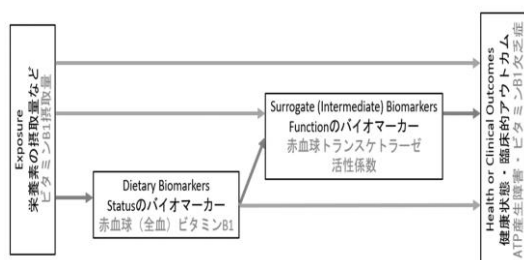 Exposure
栄養素の摂取量など
ビタミンB1摂取量
Dietary Biomarkers
Statusのバイオマーカー
赤血球（全血）ビタミンB1
Surrogate (Intermediate) Biomarkers
Functionのバイオマーカー
赤血球トランスケトラーゼ
活性係数
Health or Clinical Outcomes
健康状態・臨床的アウトカム
ATP産生障害・ビタミンB1欠乏症